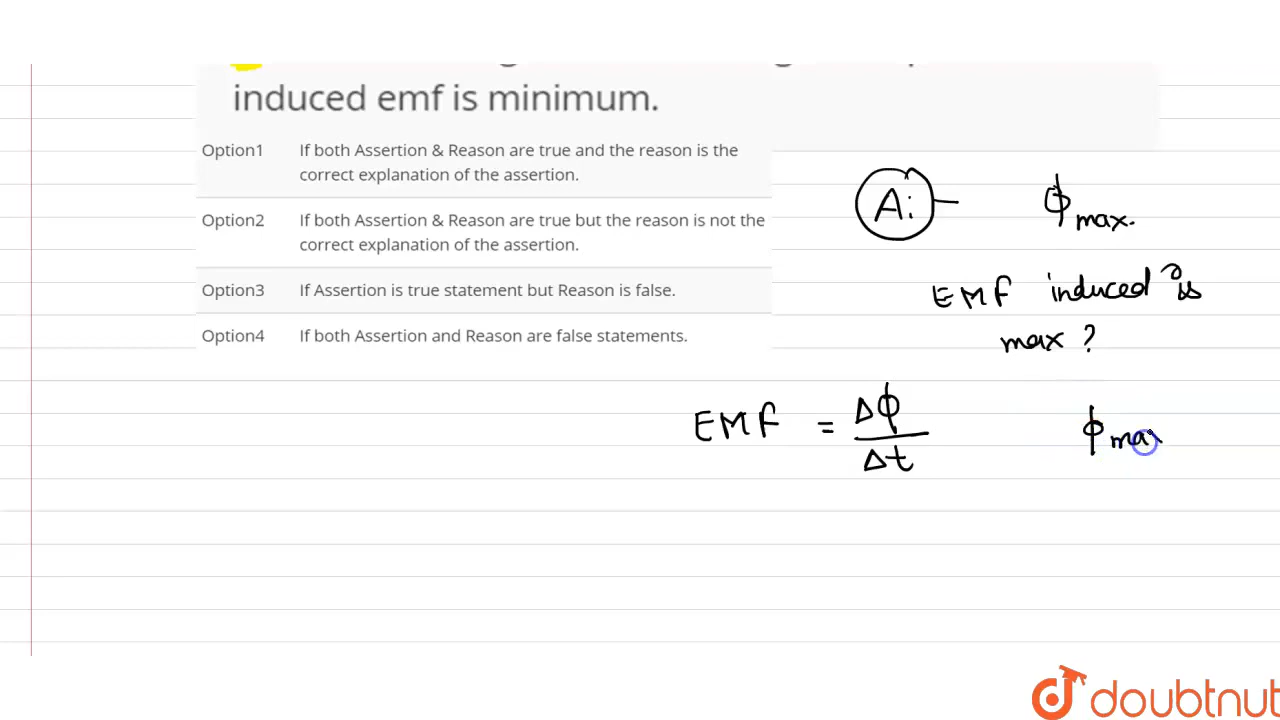 induced emf is minimum.
Option1 If both Assertion & Reason are true and the reason is the
correct explanation of the assertion.
Option2 If both Assertion & Reason are true but the reason is not the
correct explanation of the assertion.
Option3 If Assertion is true statement but Reason is false.
Option4 If both Assertion and Reason are false statements.
A: — ϕmax.
EMF induced is
max ?
EMF = Δϕ/Δt
ϕmax
doubtnut